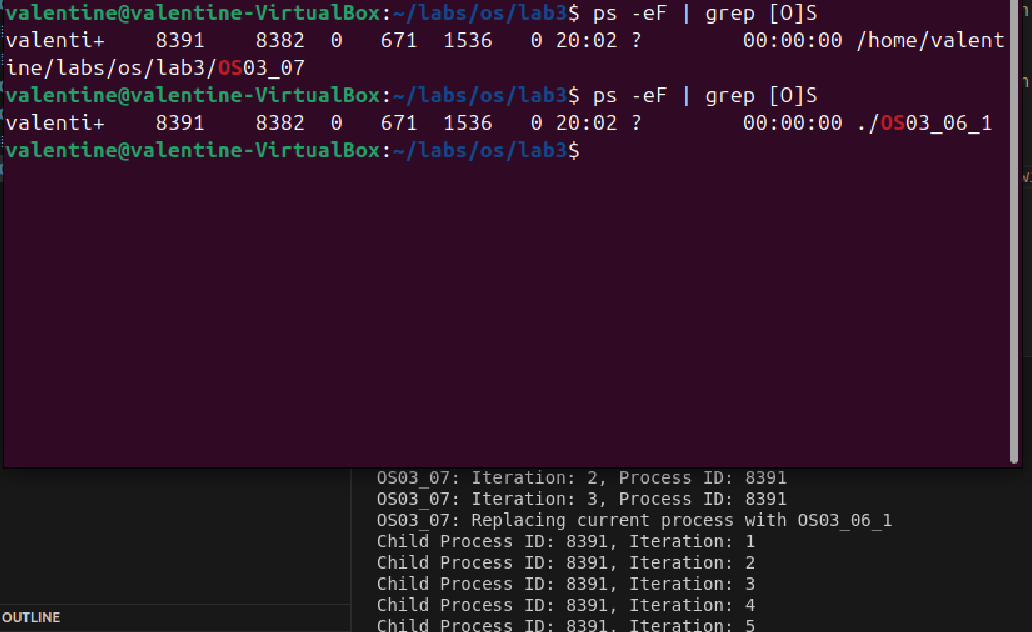 valentine@valentine-VirtualBox:~/labs/os/lab3$ ps -eF | grep [O]S
valenti+    8391    8382  0   671  1536   0 20:02 ?        00:00:00 /home/valent
ine/labs/os/lab3/OS03_07
valentine@valentine-VirtualBox:~/labs/os/lab3$ ps -eF | grep [O]S
valenti+    8391    8382  0   671  1536   0 20:02 ?        00:00:00 ./OS03_06_1
valentine@valentine-VirtualBox:~/labs/os/lab3$
OS03_07: Iteration: 2, Process ID: 8391
OS03_07: Iteration: 3, Process ID: 8391
OS03_07: Replacing current process with OS03_06_1
Child Process ID: 8391, Iteration: 1
Child Process ID: 8391, Iteration: 2
Child Process ID: 8391, Iteration: 3
Child Process ID: 8391, Iteration: 4
Child Process ID: 8391, Iteration: 5
OUTLINE